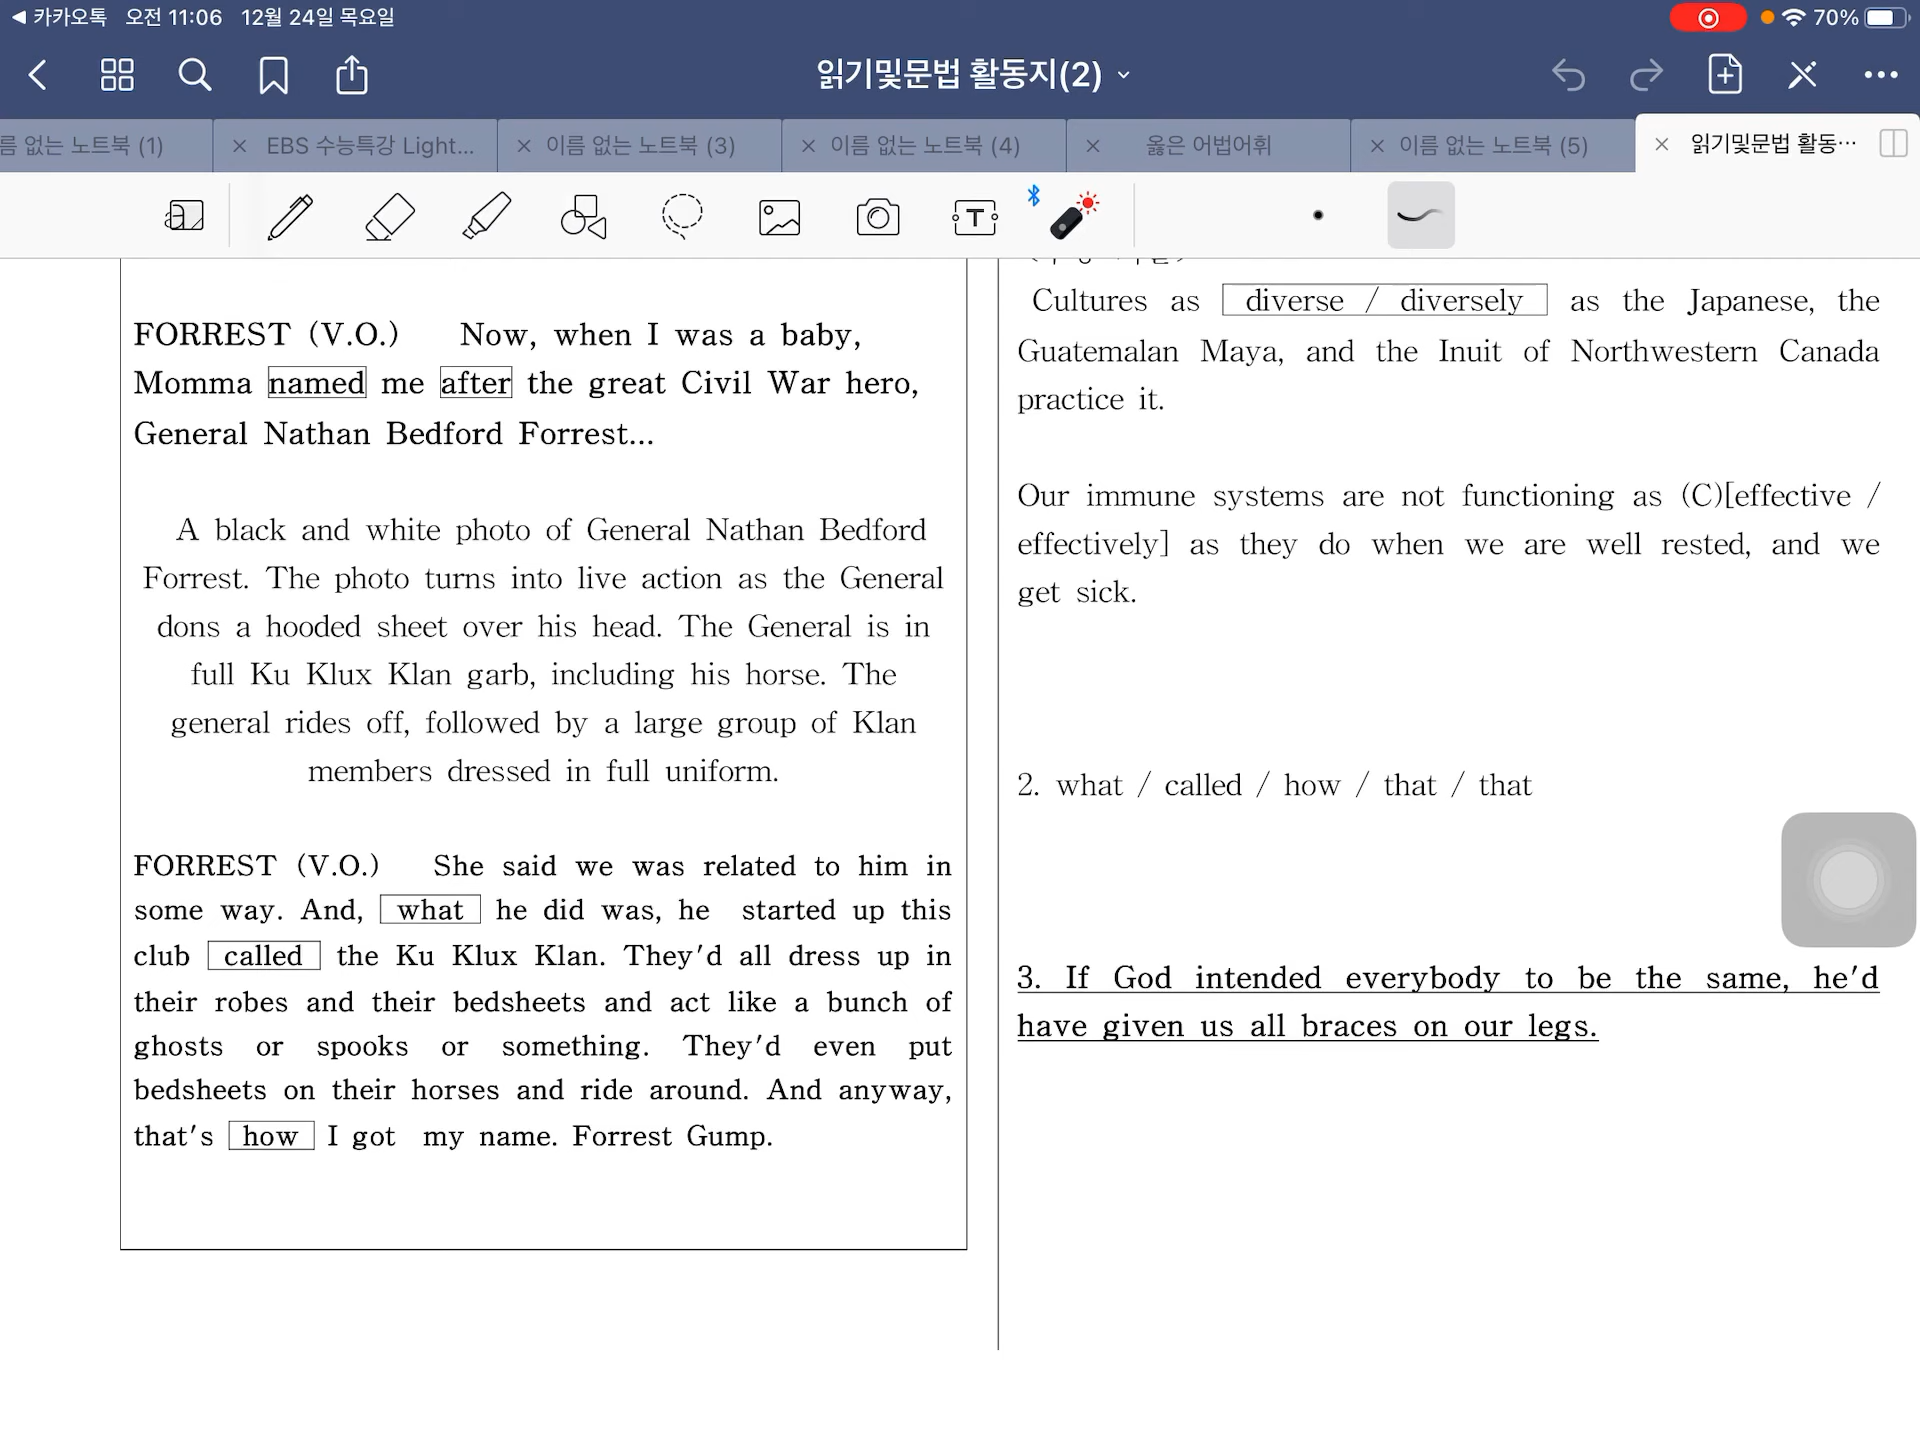 ◀ 카카오톡 오전 11:06 12월 24일 목요일 70%
읽기및문법 활동지(2)
름 없는 노트북 (1) × EBS 수능특강 Light... × 이름 없는 노트북 (3) × 이름 없는 노트북 (4) × 옳은 어법어휘 × 이름 없는 노트북 (5) × 읽기및문법 활동···
FORREST (V.O.) Now, when I was a baby,
Momma named me after the great Civil War hero,
General Nathan Bedford Forrest...
A black and white photo of General Nathan Bedford
Forrest. The photo turns into live action as the General
dons a hooded sheet over his head. The General is in
full Ku Klux Klan garb, including his horse. The
general rides off, followed by a large group of Klan
members dressed in full uniform.
FORREST (V.O.) She said we was related to him in
some way. And, what he did was, he started up this
club called the Ku Klux Klan. They'd all dress up in
their robes and their bedsheets and act like a bunch of
ghosts or spooks or something. They'd even put
bedsheets on their horses and ride around. And anyway,
that's how I got my name. Forrest Gump.
Cultures as diverse / diversely as the Japanese, the
Guatemalan Maya, and the Inuit of Northwestern Canada
practice it.
Our immune systems are not functioning as (C)[effective /
effectively] as they do when we are well rested, and we
get sick.
2. what / called / how / that / that
3. If God intended everybody to be the same, he'd
have given us all braces on our legs.